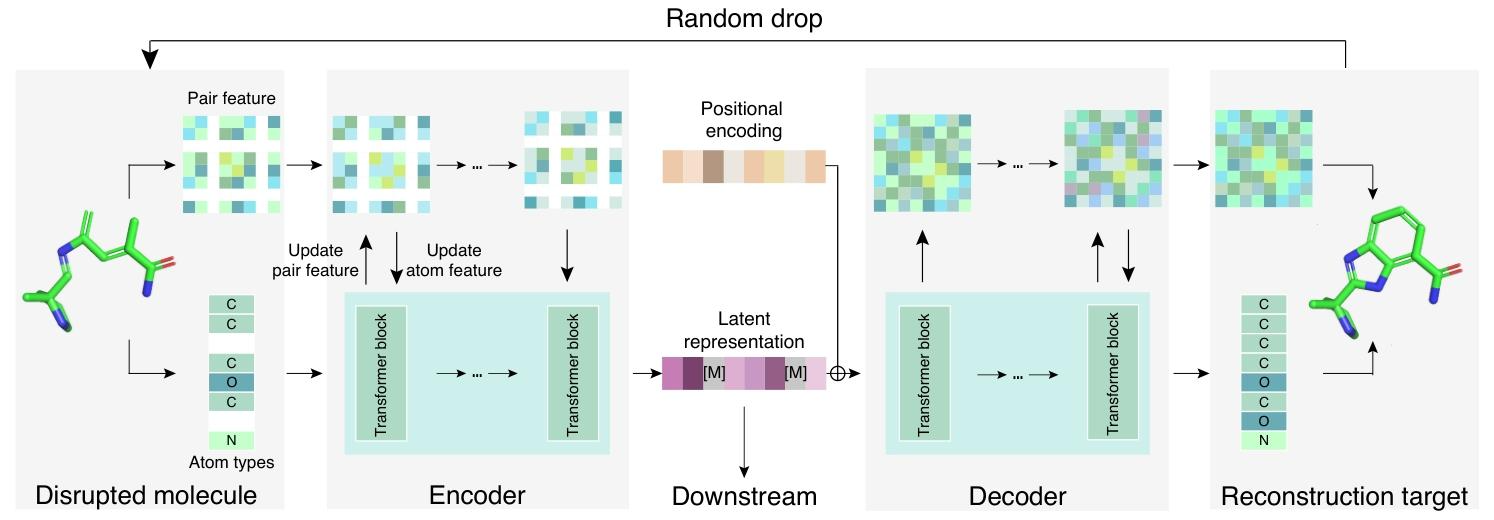 Random drop
Pair feature
C
C
C
O
C
N
Atom types
Disrupted molecule
...
Update
pair feature
Update
atom feature
Transformer block
...
Transformer block
Encoder
Positional
encoding
Latent
representation
[M]
[M]
Downstream
...
Transformer block
...
Transformer block
Decoder
C
C
C
C
O
C
O
N
Reconstruction target